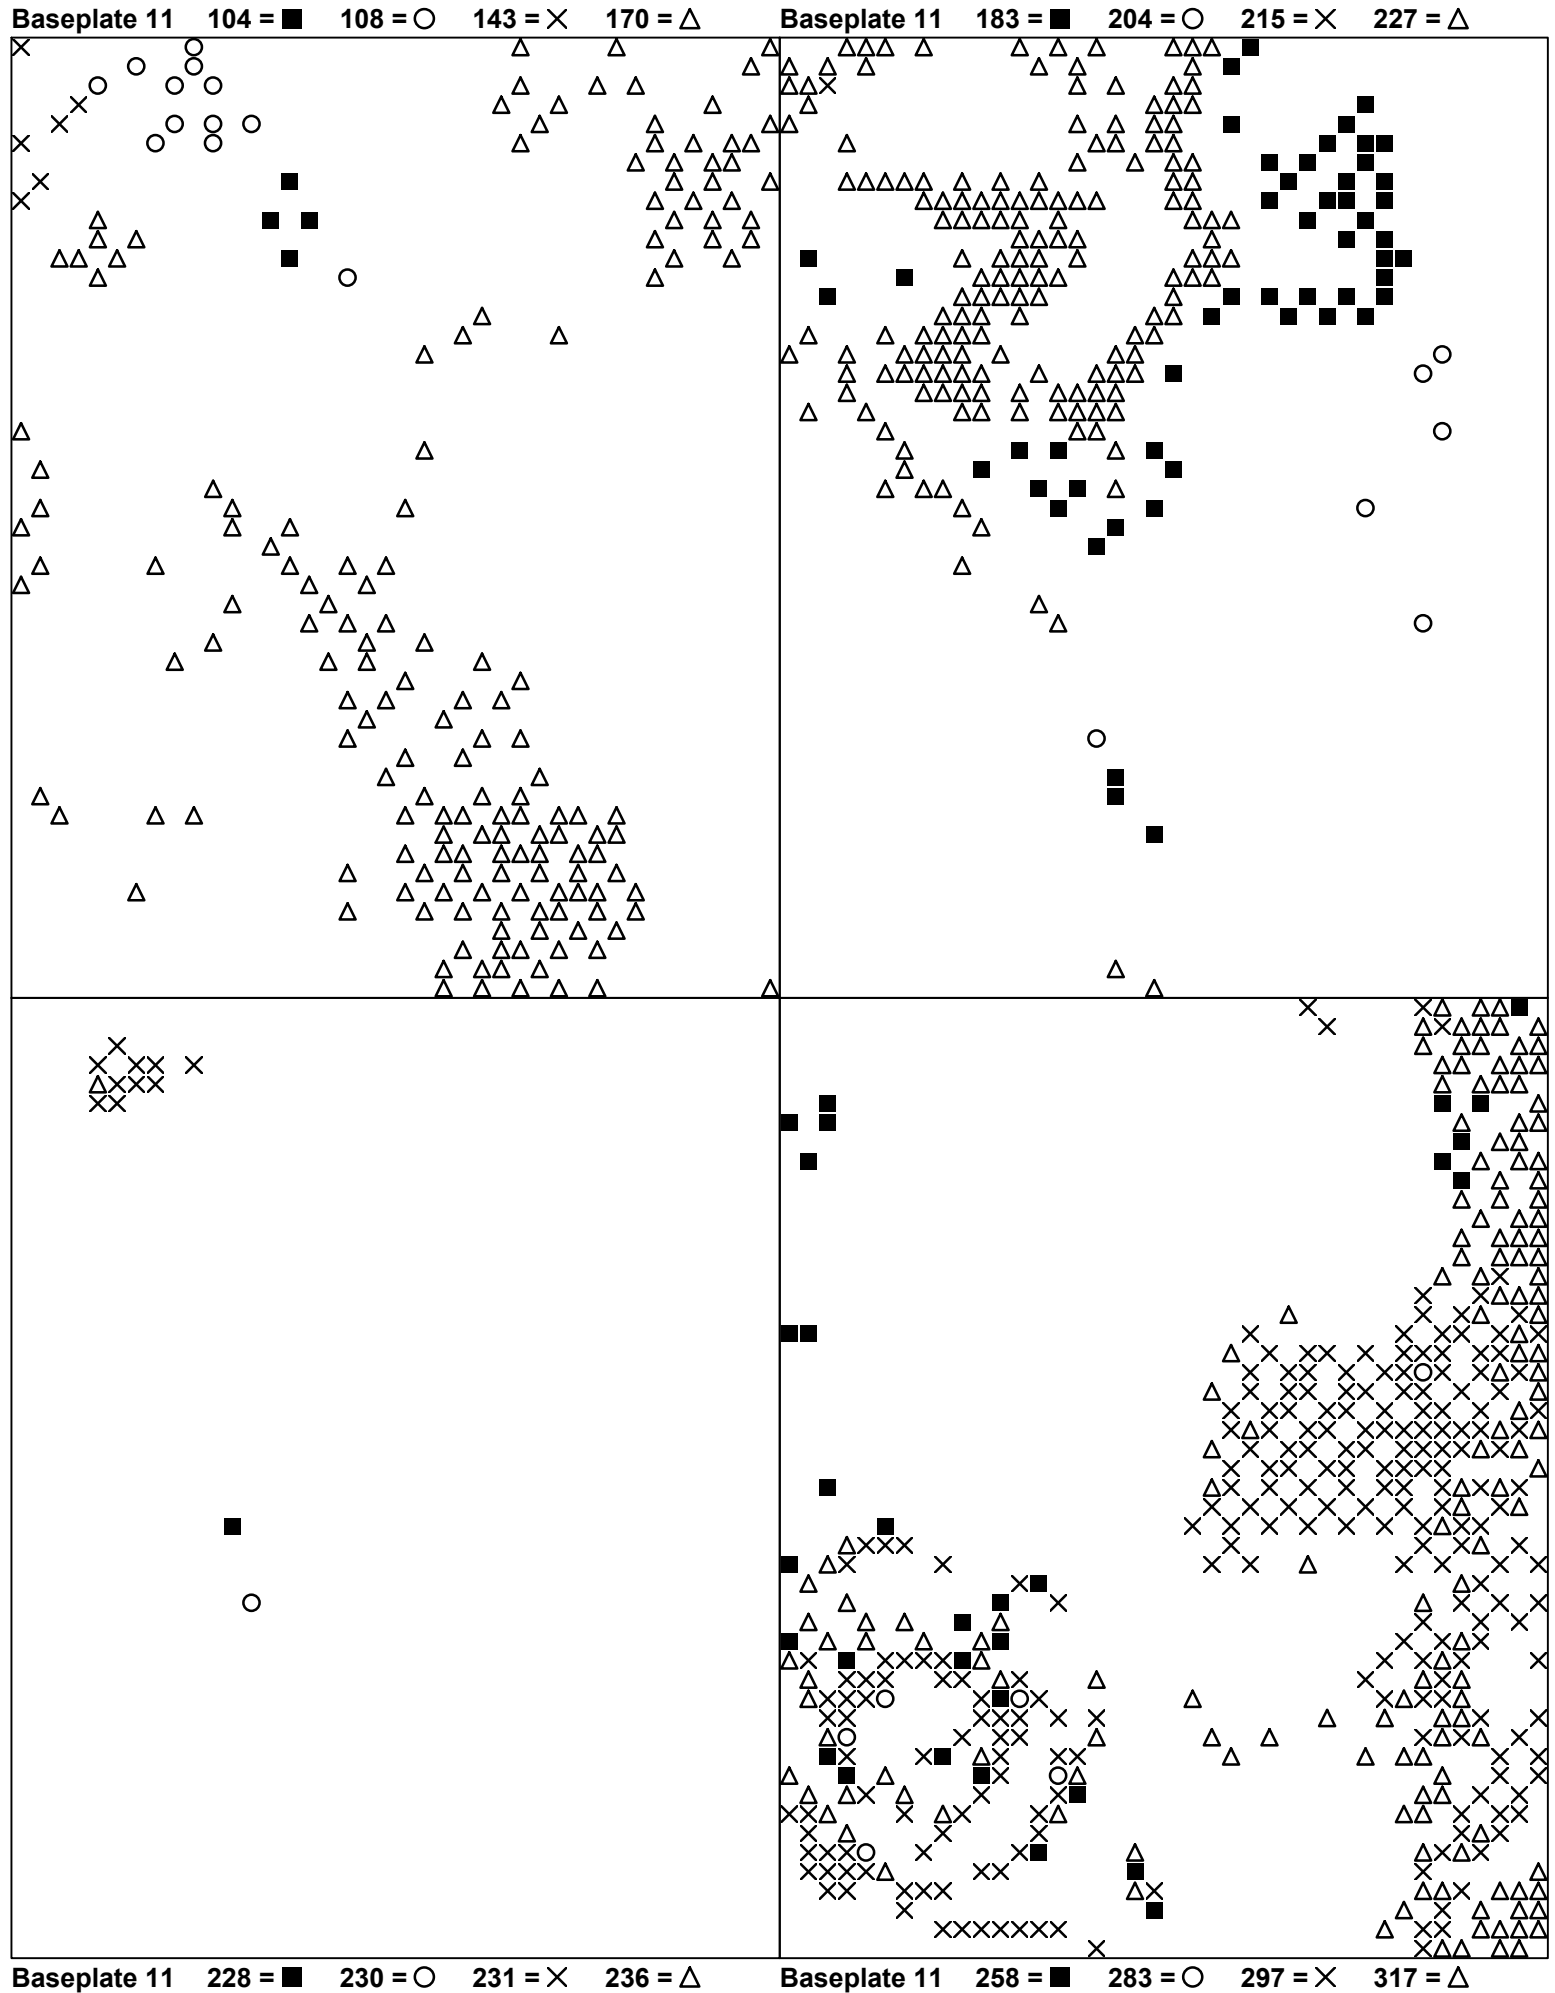 Baseplate 11 104 = ■ 108 = ○ 143 = × 170 = △
Baseplate 11 183 = ■ 204 = ○ 215 = × 227 = △
Baseplate 11 228 = ■ 230 = ○ 231 = × 236 = △
Baseplate 11 258 = ■ 283 = ○ 297 = × 317 = △